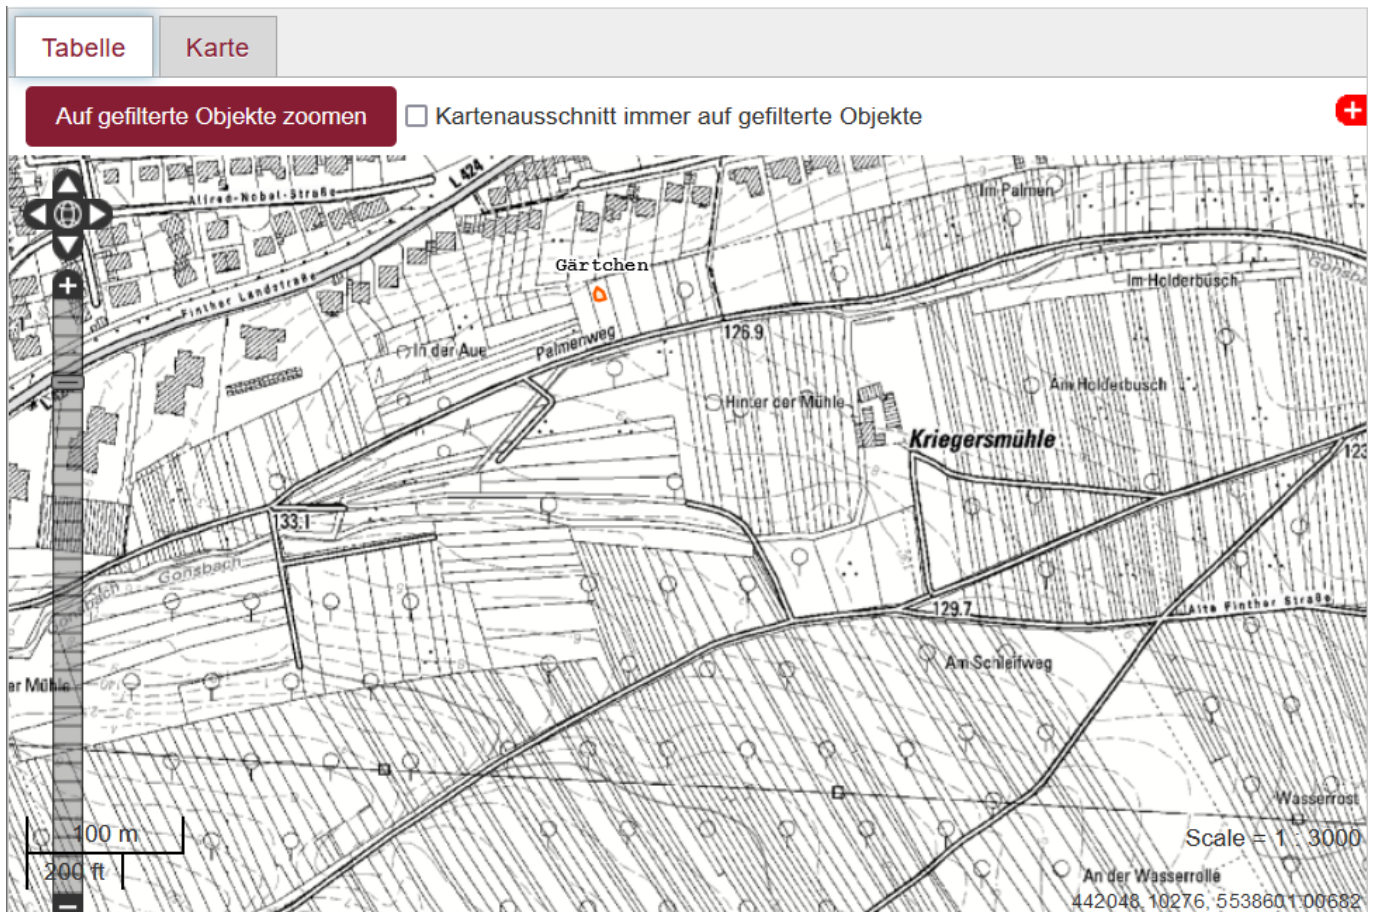 Tabelle Karte
Auf gefilterte Objekte zoomen Kartenausschnitt immer auf gefilterte Objekte
L 424
Im Palmen
Alfred-Nobel-Straße
Gärtchen
Finther Landstraße
Im Holderbusch
126.9
Palmenweg
In der Aue
Am Holderbusch
Hinter der Mühle
Kriegersmühle
123
133.1
Gonsbach
129.7
Alte Finther Straße
Am Schleifweg
er Mühle
Wasserrost
100 m
Scale = 1 : 3000
200 ft
An der Wasserrolle
442048.10276, 5538601.00682